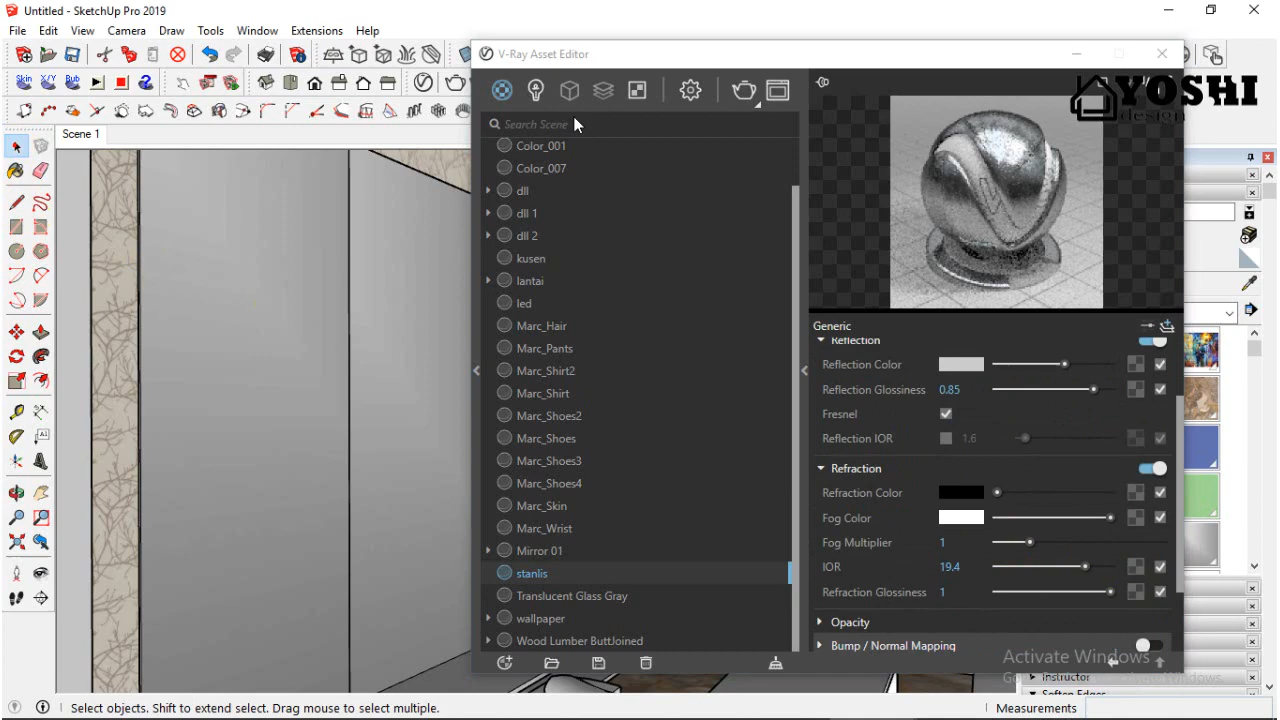 Untitled - SketchUp Pro 2019
File Edit View Camera Draw Tools Window Extensions Help
V-Ray Asset Editor
YOSHI
design
Skin X/Y Bub
Scene 1
Search Scene
Color_001
Color_007
dll
dll 1
dll 2
kusen
lantai
led
Marc_Hair
Marc_Pants
Marc_Shirt2
Marc_Shirt
Marc_Shoes2
Marc_Shoes
Marc_Shoes3
Marc_Shoes4
Marc_Skin
Marc_Wrist
Mirror 01
stanlis
Translucent Glass Gray
wallpaper
Wood Lumber ButtJoined
Generic
Reflection
Reflection Color
Reflection Glossiness 0.85
Fresnel
Reflection IOR 1.6
Refraction
Refraction Color
Fog Color
Fog Multiplier 1
IOR 19.4
Refraction Glossiness 1
Opacity
Bump / Normal Mapping
Activate Windows
Instructor
Soften Edges
Select objects. Shift to extend select. Drag mouse to select multiple.
Measurements